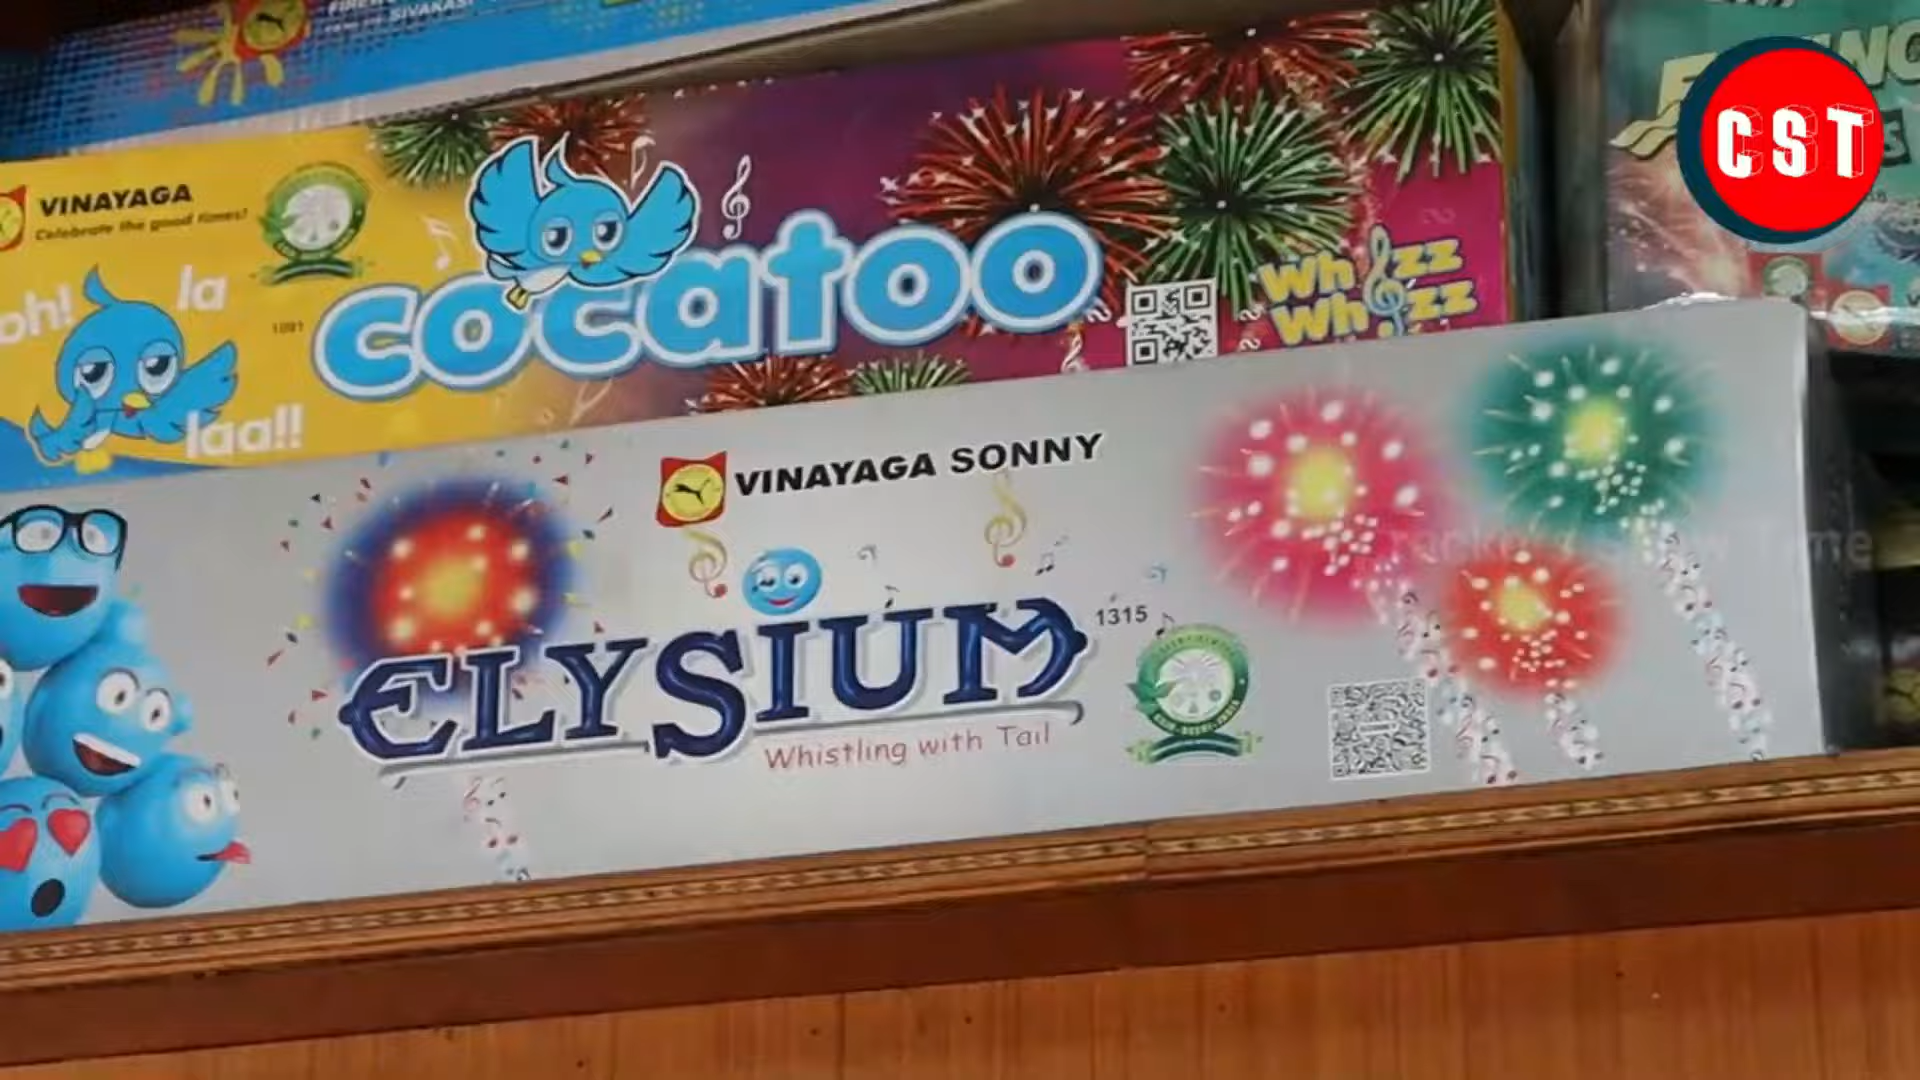 SIVAKASI
CST
VINAYAGA
Celebrate the good times!
oh!
la
laa!!
1091
cocatoo
Whizz
Whizz
VINAYAGA SONNY
ELYSIUM
1315
Whistling with Tail